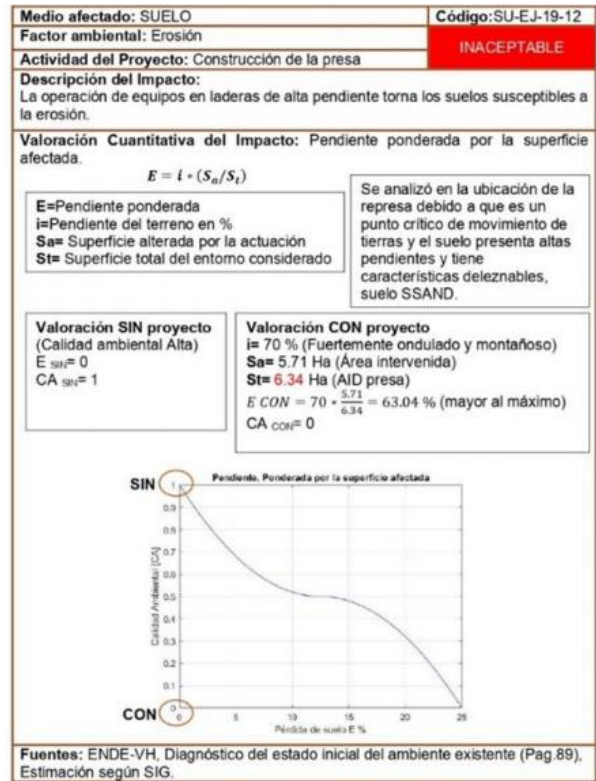 Medio afectado: SUELO
Código:SU-EJ-19-12
Factor ambiental: Erosión
INACEPTABLE
Actividad del Proyecto: Construcción de la presa
Descripción del Impacto:
La operación de equipos en laderas de alta pendiente torna los suelos susceptibles a
la erosión.
Valoración Cuantitativa del Impacto: Pendiente ponderada por la superficie
afectada.
E = i * (Sₐ/Sₜ)
E=Pendiente ponderada
i=Pendiente del terreno en %
Sa= Superficie alterada por la actuación
St= Superficie total del entorno considerado
Se analizó en la ubicación de la
represa debido a que es un
punto crítico de movimiento de
tierras y el suelo presenta altas
pendientes y tiene
características deleznables,
suelo SSAND.
Valoración SIN proyecto
(Calidad ambiental Alta)
E SIN= 0
CA SIN= 1
Valoración CON proyecto
i= 70 % (Fuertemente ondulado y montañoso)
Sa= 5.71 Ha (Área intervenida)
St= 6.34 Ha (AID presa)
E CON = 70 * 5.71/6.34 = 63.04 % (mayor al máximo)
CA CON= 0
Pendiente, Ponderada por la superficie afectada
SIN
1
0.9
0.8
0.7
0.6
0.5
0.4
0.3
0.2
0.1
0
Calidad Ambiental [CA]
CON
0 5 10 15 20 25
Pérdida de suelo E %
Fuentes: ENDE-VH, Diagnóstico del estado inicial del ambiente existente (Pag.89),
Estimación según SIG.